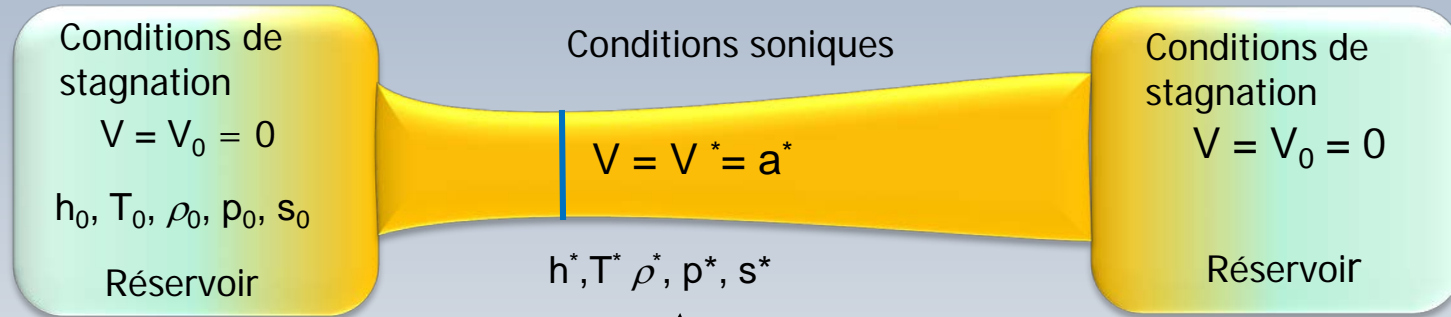 Conditions de
stagnation
V = V₀ = 0
h₀, T₀, ρ₀, p₀, s₀
Réservoir
Conditions soniques
V = V * = a*
h*,T* ρ*, p*, s*
Conditions de
stagnation
V = V₀ = 0
Réservoir